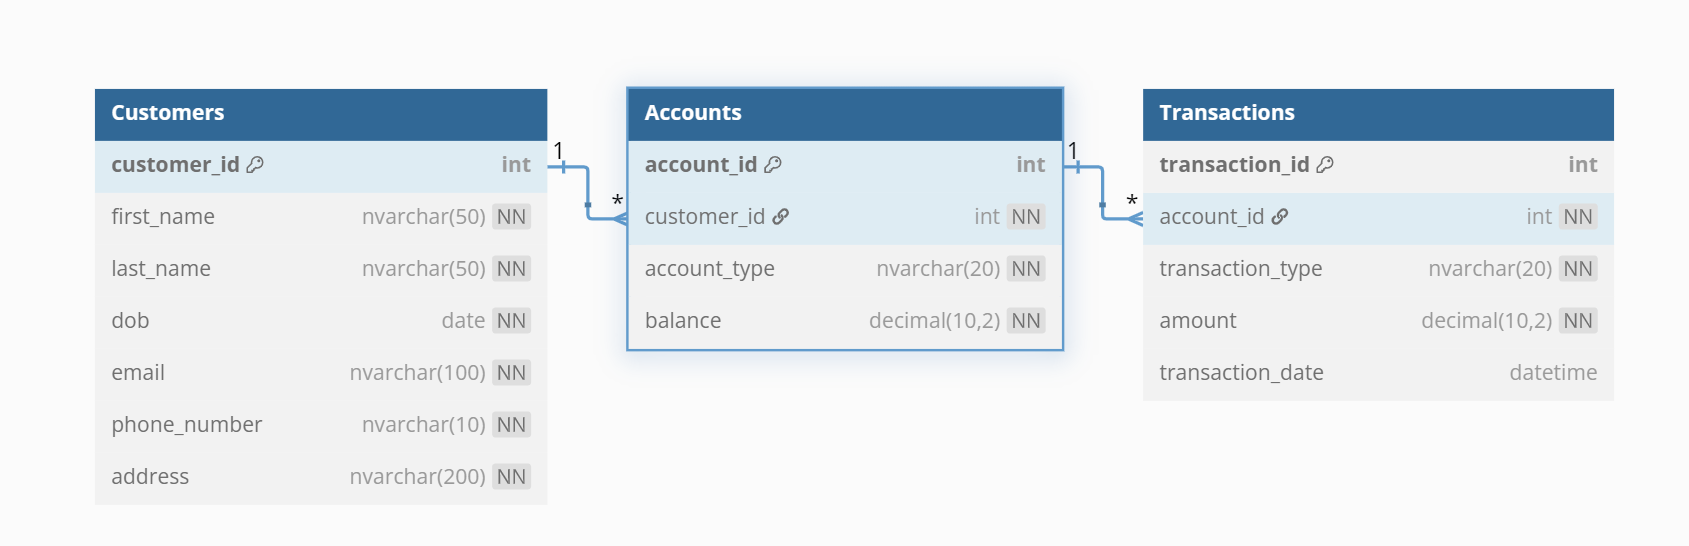 Customers
customer_id int
first_name nvarchar(50) NN
last_name nvarchar(50) NN
dob date NN
email nvarchar(100) NN
phone_number nvarchar(10) NN
address nvarchar(200) NN
1
*
Accounts
account_id int
customer_id int NN
account_type nvarchar(20) NN
balance decimal(10,2) NN
1
*
Transactions
transaction_id int
account_id int NN
transaction_type nvarchar(20) NN
amount decimal(10,2) NN
transaction_date datetime